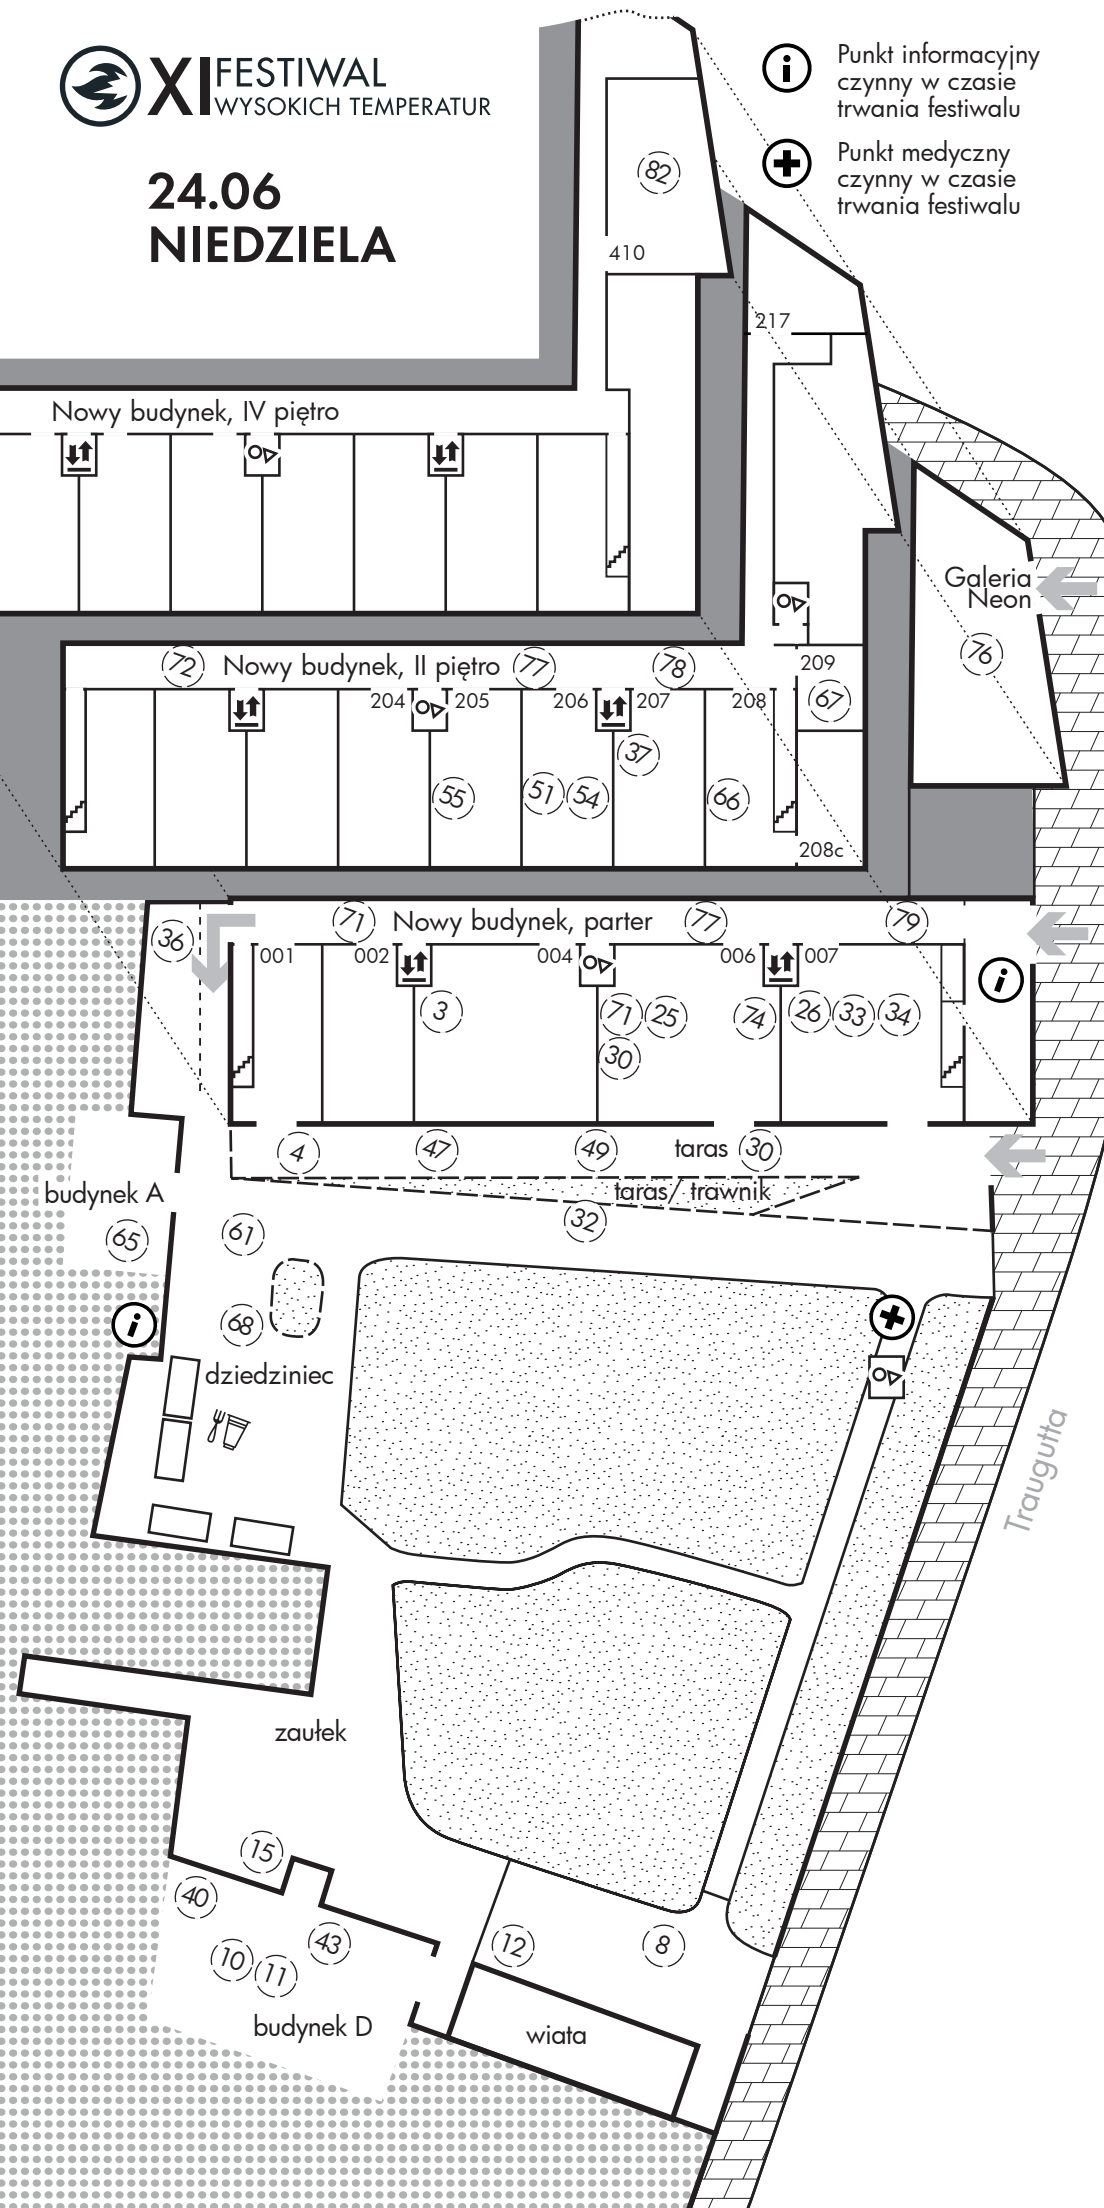 XI FESTIWAL
WYSOKICH TEMPERATUR
24.06
NIEDZIELA
Punkt informacyjny
czynny w czasie
trwania festiwalu
Punkt medyczny
czynny w czasie
trwania festiwalu
82
410
217
Nowy budynek, IV piętro
Galeria
Neon
76
72 Nowy budynek, II piętro 77 78
209
204 205 206 207 208 67
37
55 51 54 66
208c
36 71 Nowy budynek, parter 77 79
001 002 004 006 007
3 71 25 74 26 33 34
30
4 47 49 taras 30
taras/ trawnik
budynek A
32
65 61
68
dziedziniec
Traugutta
zaułek
15
40
43 12 8
10 11
budynek D
wiata